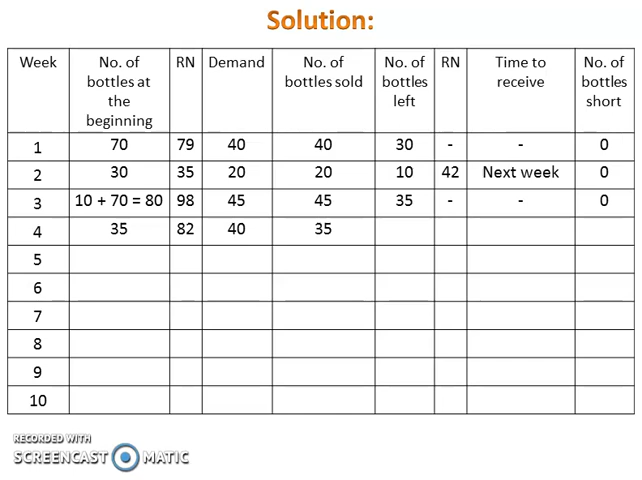 Solution:
Week No. of bottles at the beginning RN Demand No. of bottles sold No. of bottles left RN Time to receive No. of bottles short
1 70 79 40 40 30 - - 0
2 30 35 20 20 10 42 Next week 0
3 10 + 70 = 80 98 45 45 35 - - 0
4 35 82 40 35
5
6
7
8
9
10
RECORDED WITH
SCREENCAST MATIC